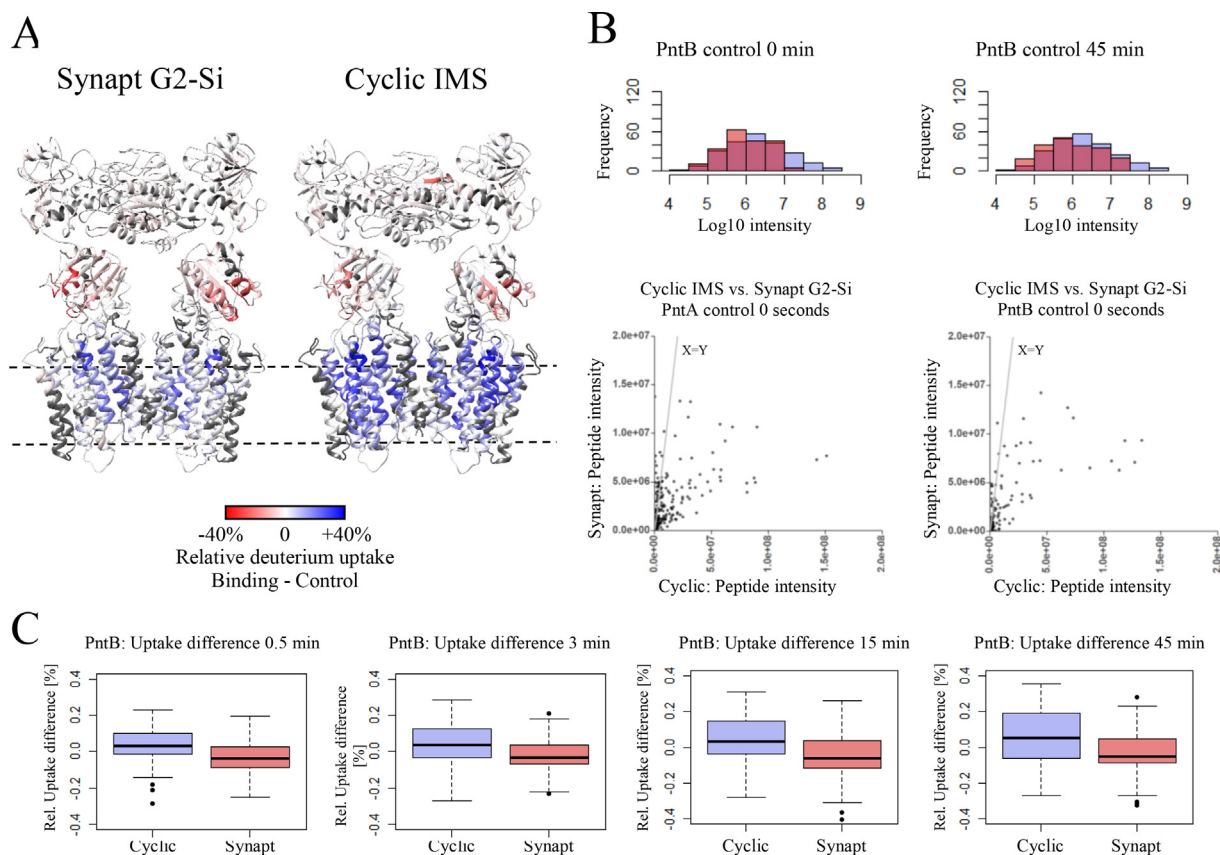 A
Synapt G2-Si
Cyclic IMS
-40%
0
+40%
Relative deuterium uptake
Binding - Control
B
PntB control 0 min
Frequency
120
60
0
4
5
6
7
8
9
Log10 intensity
PntB control 45 min
Frequency
120
60
0
4
5
6
7
8
9
Log10 intensity
Cyclic IMS vs. Synapt G2-Si
PntA control 0 seconds
X=Y
Synapt: Peptide intensity
2.0e+07
1.5e+07
1.0e+07
5.0e+06
0.0e+00
0.0e+00
5.0e+07
1.0e+08
1.5e+08
2.0e+08
Cyclic: Peptide intensity
Cyclic IMS vs. Synapt G2-Si
PntB control 0 seconds
X=Y
Synapt: Peptide intensity
2.0e+07
1.5e+07
1.0e+07
5.0e+06
0.0e+00
0.0e+00
5.0e+07
1.0e+08
1.5e+08
2.0e+08
Cyclic: Peptide intensity
C
PntB: Uptake difference 0.5 min
Rel. Uptake difference [%]
0.4
0.2
0.0
-0.2
-0.4
Cyclic
Synapt
PntB: Uptake difference 3 min
Rel. Uptake difference
[%]
0.4
0.2
0.0
-0.2
-0.4
Cyclic
Synapt
PntB: Uptake difference 15 min
Rel. Uptake difference [%]
0.4
0.2
0.0
-0.2
-0.4
Cyclic
Synapt
PntB: Uptake difference 45 min
Rel. Uptake difference [%]
0.4
0.2
0.0
-0.2
-0.4
Cyclic
Synapt